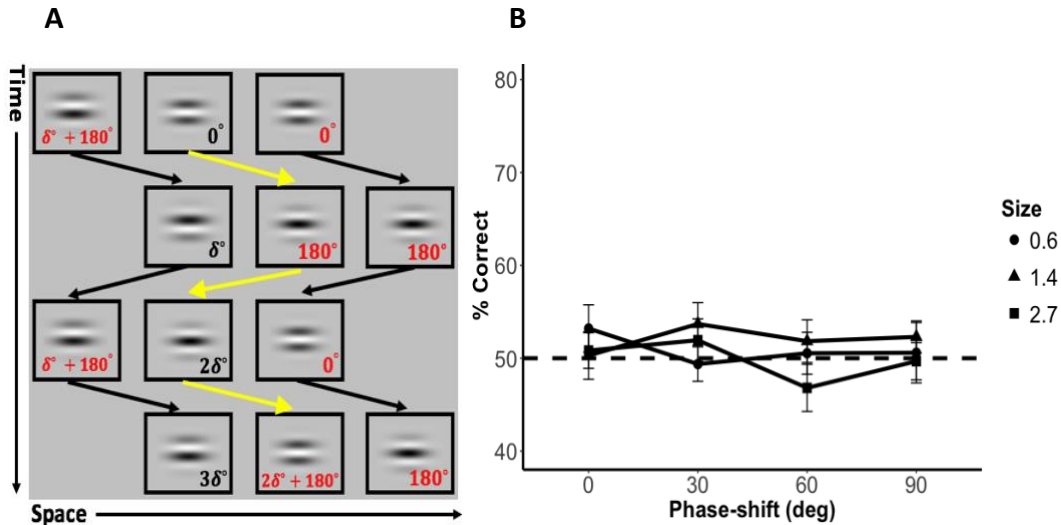 A
B
Time
δ° + 180°
0°
0°
δ°
180°
180°
δ° + 180°
2δ°
0°
3δ°
2δ° + 180°
180°
Space
% Correct
80
70
60
50
40
0
30
60
90
Phase-shift (deg)
Size
0.6
1.4
2.7